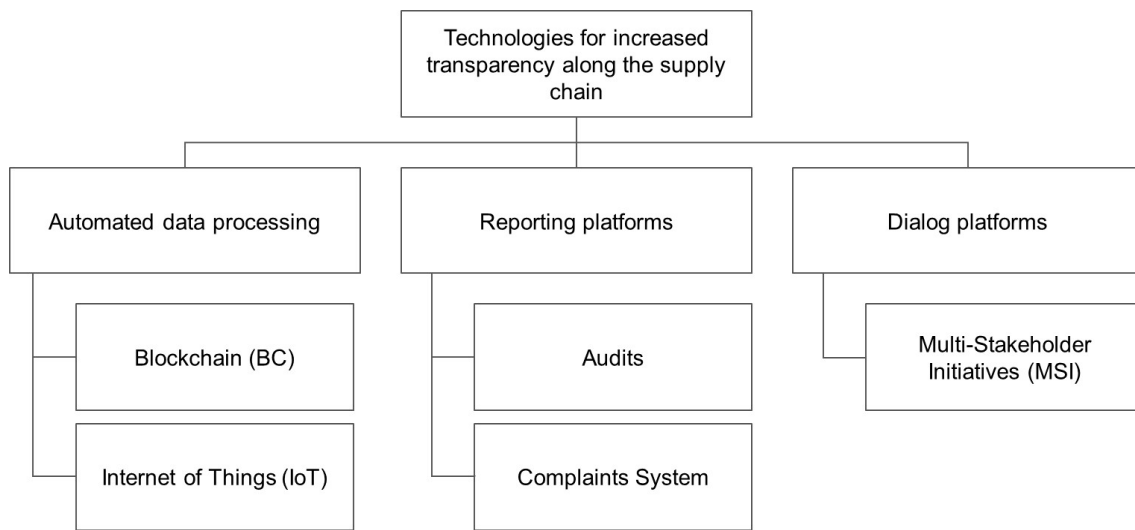 Technologies for increased
transparency along the supply
chain
Automated data processing
Reporting platforms
Dialog platforms
Blockchain (BC)
Audits
Multi-Stakeholder
Initiatives (MSI)
Internet of Things (IoT)
Complaints System